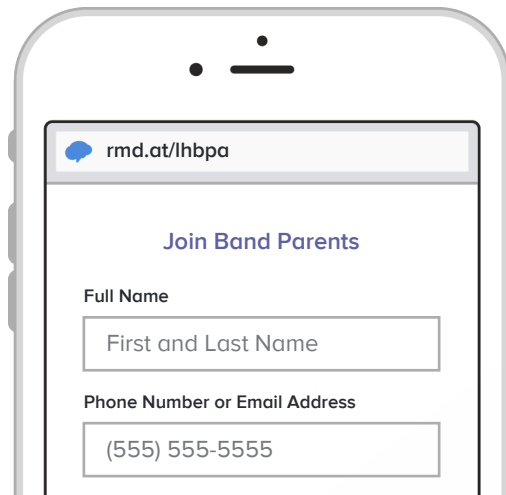 rmd.at/lhbpa
Join Band Parents
Full Name
First and Last Name
Phone Number or Email Address
(555) 555-5555